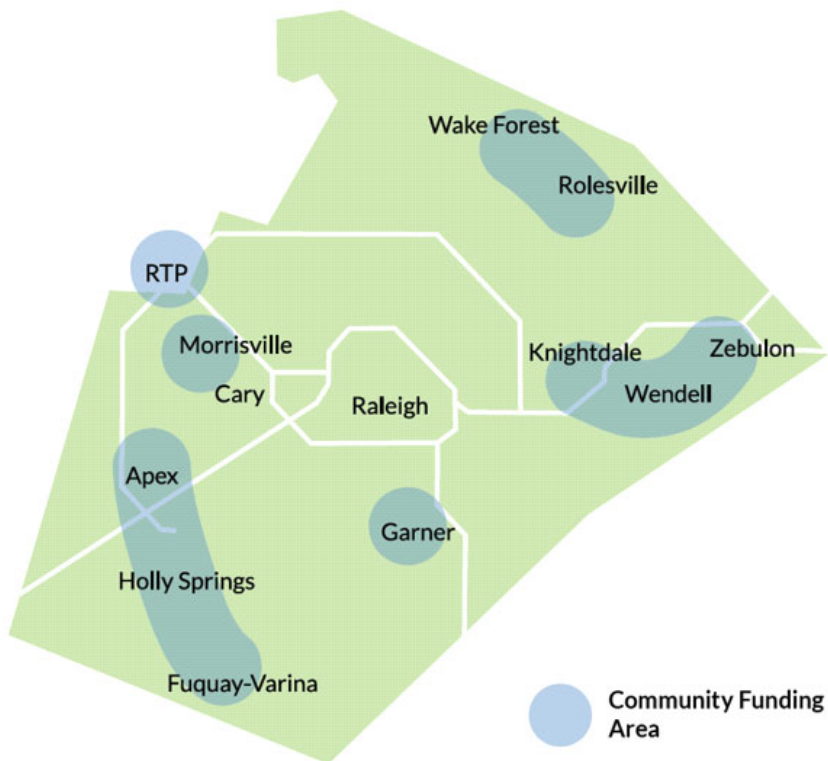 Wake Forest
Rolesville
RTP
Morrisville
Knightdale
Zebulon
Cary
Raleigh
Wendell
Apex
Garner
Holly Springs
Fuquay-Varina
Community Funding
Area